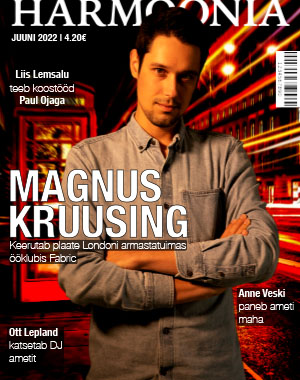 HARMOONIA
JUUNI 2022 I 4.20€
Liis Lemsalu
teeb koostööd
Paul Ojaga
MAGNUS
KRUUSING
Keerutab plaate Londoni armastatuimas
ööklubis Fabric
Anne Veski
paneb ameti
maha
Ott Lepland
katsetab DJ
ametit